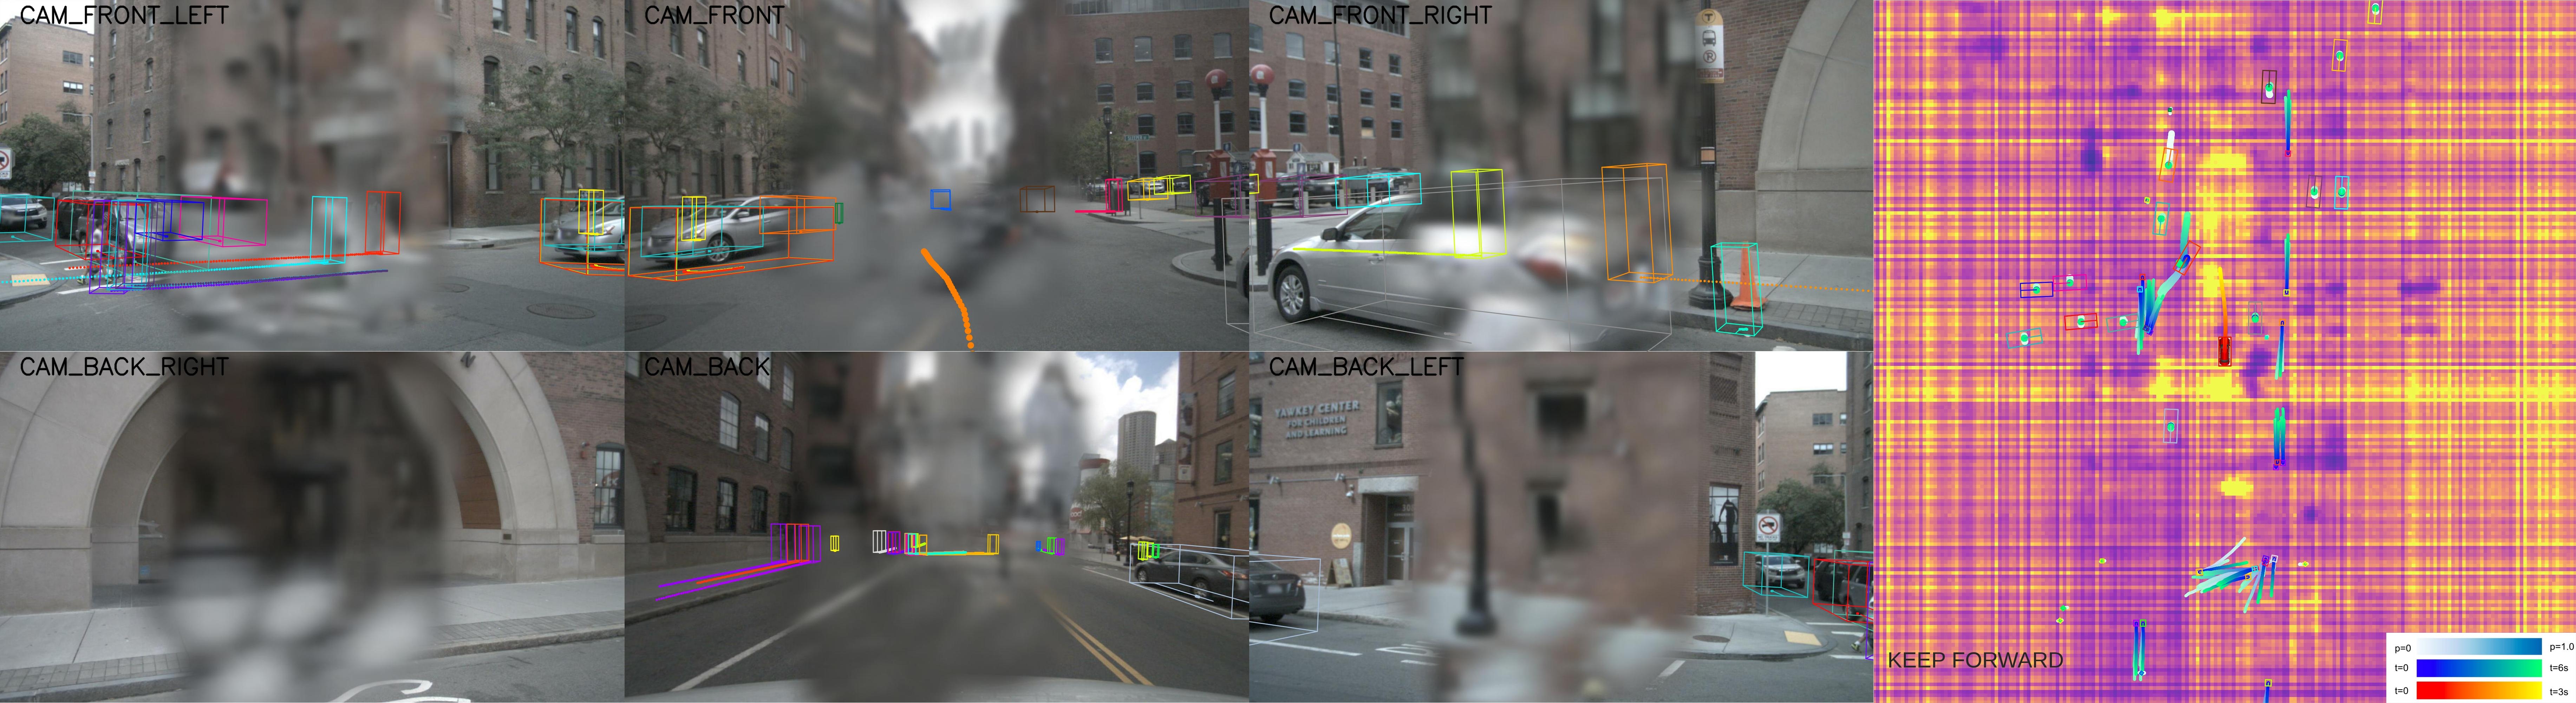 CAM_FRONT_LEFT
CAM_FRONT
CAM_FRONT_RIGHT
T
CAM_BACK_RIGHT
CAM_BACK
CAM_BACK_LEFT
YAWKEY CENTER
FOR CHILDREN
AND LEARNING
KEEP FORWARD
p=0
p=1.0
t=0
t=6s
t=0
t=3s